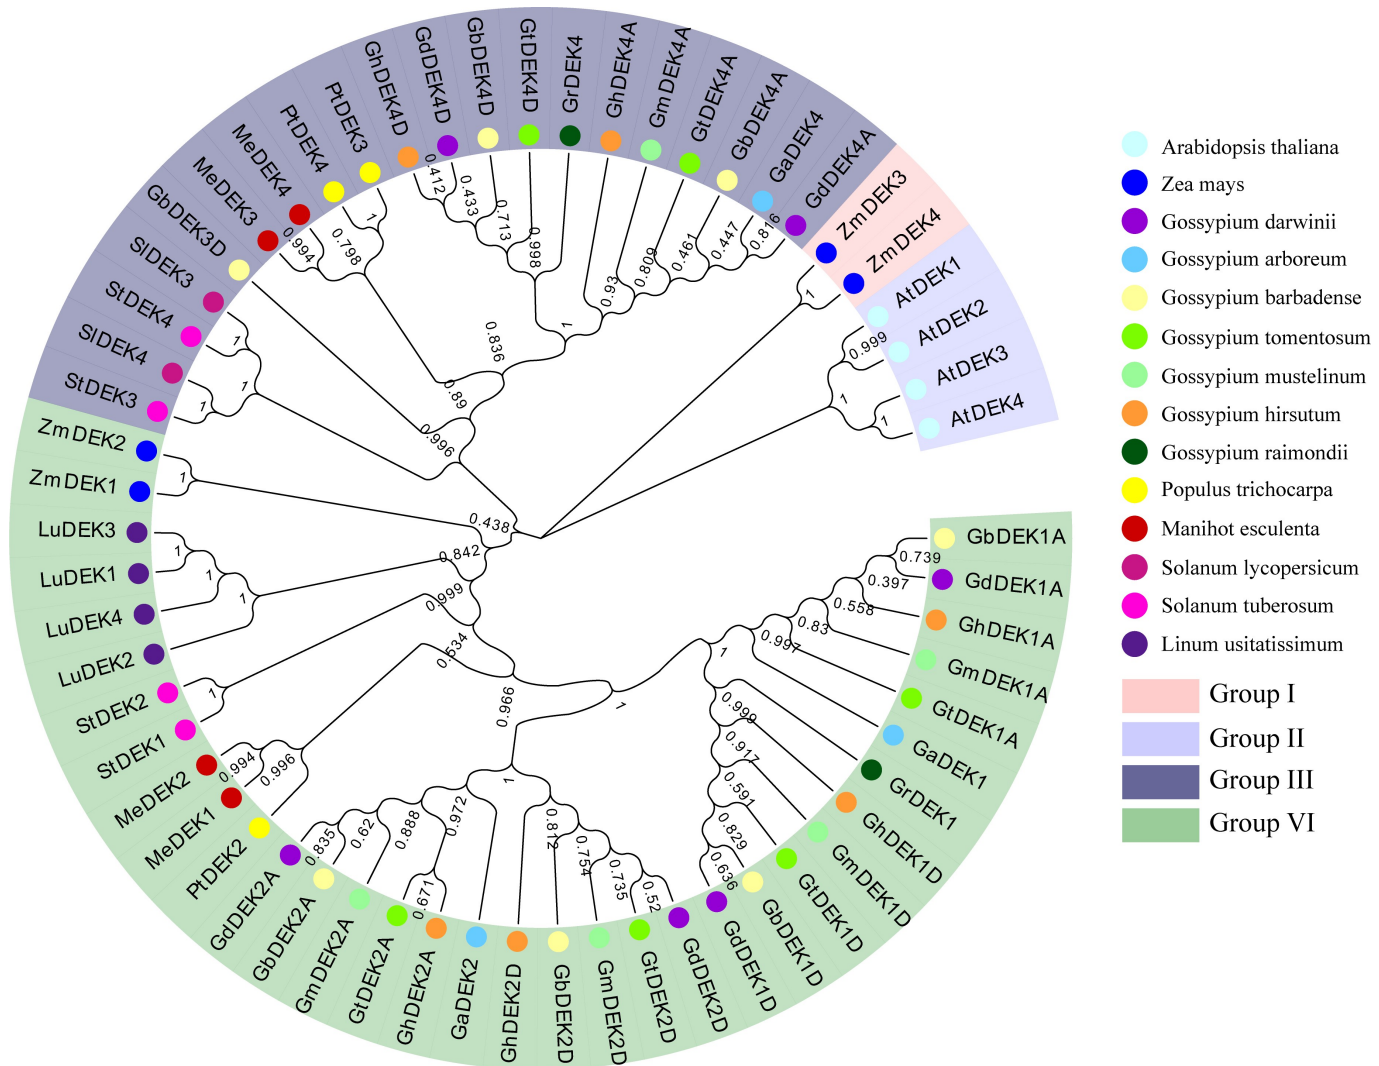 GbDEK1A
GdDEK1A
GhDEK1A
GmDEK1A
GtDEK1A
GaDEK1
GrDEK1
GhDEK1D
GmDEK1D
GtDEK1D
GbDEK1D
GdDEK1D
GdDEK2D
GtDEK2D
GmDEK2D
GbDEK2D
GhDEK2D
GaDEK2
GhDEK2A
GtDEK2A
GmDEK2A
GbDEK2A
GdDEK2A
PtDEK2
MeDEK1
MeDEK2
StDEK1
StDEK2
LuDEK2
LuDEK4
LuDEK1
LuDEK3
ZmDEK1
ZmDEK2
StDEK3
SlDEK4
StDEK4
SlDEK3
GbDEK3D
MeDEK3
MeDEK4
PtDEK4
PtDEK3
GhDEK4D
GdDEK4D
GbDEK4D
GtDEK4D
GrDEK4
GhDEK4A
GmDEK4A
GtDEK4A
GbDEK4A
GaDEK4
GdDEK4A
ZmDEK3
ZmDEK4
AtDEK1
AtDEK2
AtDEK3
AtDEK4
0.412
0.433
0.713
0.998
0.93
0.809
0.461
0.447
0.816
1
0.836
0.89
0.996
1
0.798
0.994
1
1
1
1
0.999
1
1
1
0.438
0.842
0.999
0.534
0.966
1
1
1
1
1
0.994
0.996
0.835
0.62
0.888
0.671
0.972
1
0.812
0.754
0.735
0.52
1
0.999
0.917
0.591
0.829
0.636
0.997
0.83
0.558
0.397
0.739
Arabidopsis thaliana
Zea mays
Gossypium darwinii
Gossypium arboreum
Gossypium barbadense
Gossypium tomentosum
Gossypium mustelinum
Gossypium hirsutum
Gossypium raimondii
Populus trichocarpa
Manihot esculenta
Solanum lycopersicum
Solanum tuberosum
Linum usitatissimum
Group I
Group II
Group III
Group VI